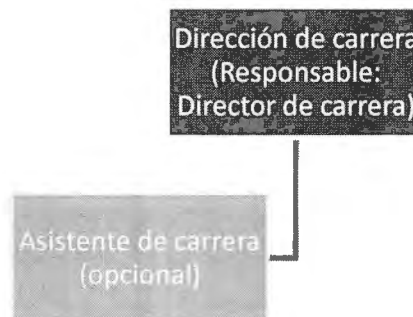 Dirección de carrera
(Responsable:
Director de carrera)
Asistente de carrera
(opcional)